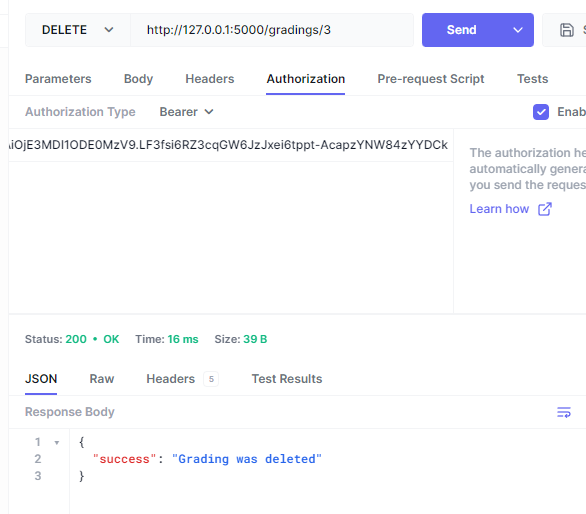 DELETE http://127.0.0.1:5000/gradings/3 Send
Parameters Body Headers Authorization Pre-request Script Tests
Authorization Type Bearer Enab
iOjE3MDI1ODE0MzV9.LF3fsi6RZ3cqGW6JzJxei6tppt-AcapzYNW84zYYDCk
The authorization he
automatically genera
you send the reques
Learn how
Status: 200 • OK Time: 16 ms Size: 39 B
JSON Raw Headers 5 Test Results
Response Body
1 {
2 "success": "Grading was deleted"
3 }